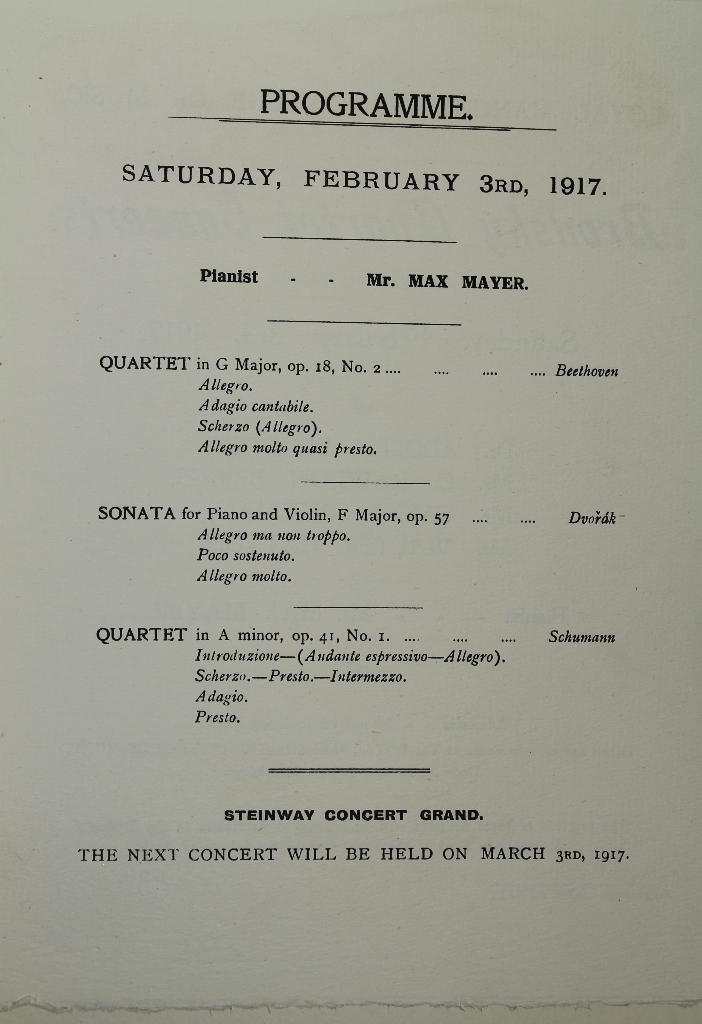 PROGRAMME.
SATURDAY, FEBRUARY 3RD, 1917.
Pianist - - Mr. MAX MAYER.
QUARTET in G Major, op. 18, No. 2 .... .... .... .... Beethoven
Allegro.
Adagio cantabile.
Scherzo (Allegro).
Allegro molto quasi presto.
SONATA for Piano and Violin, F Major, op. 57 .... .... Dvořák
Allegro ma non troppo.
Poco sostenuto.
Allegro molto.
QUARTET in A minor, op. 41, No. 1. .... .... .... Schumann
Introduzione—(Andante espressivo—Allegro).
Scherzo.—Presto.—Intermezzo.
Adagio.
Presto.
STEINWAY CONCERT GRAND.
THE NEXT CONCERT WILL BE HELD ON MARCH 3RD, 1917.